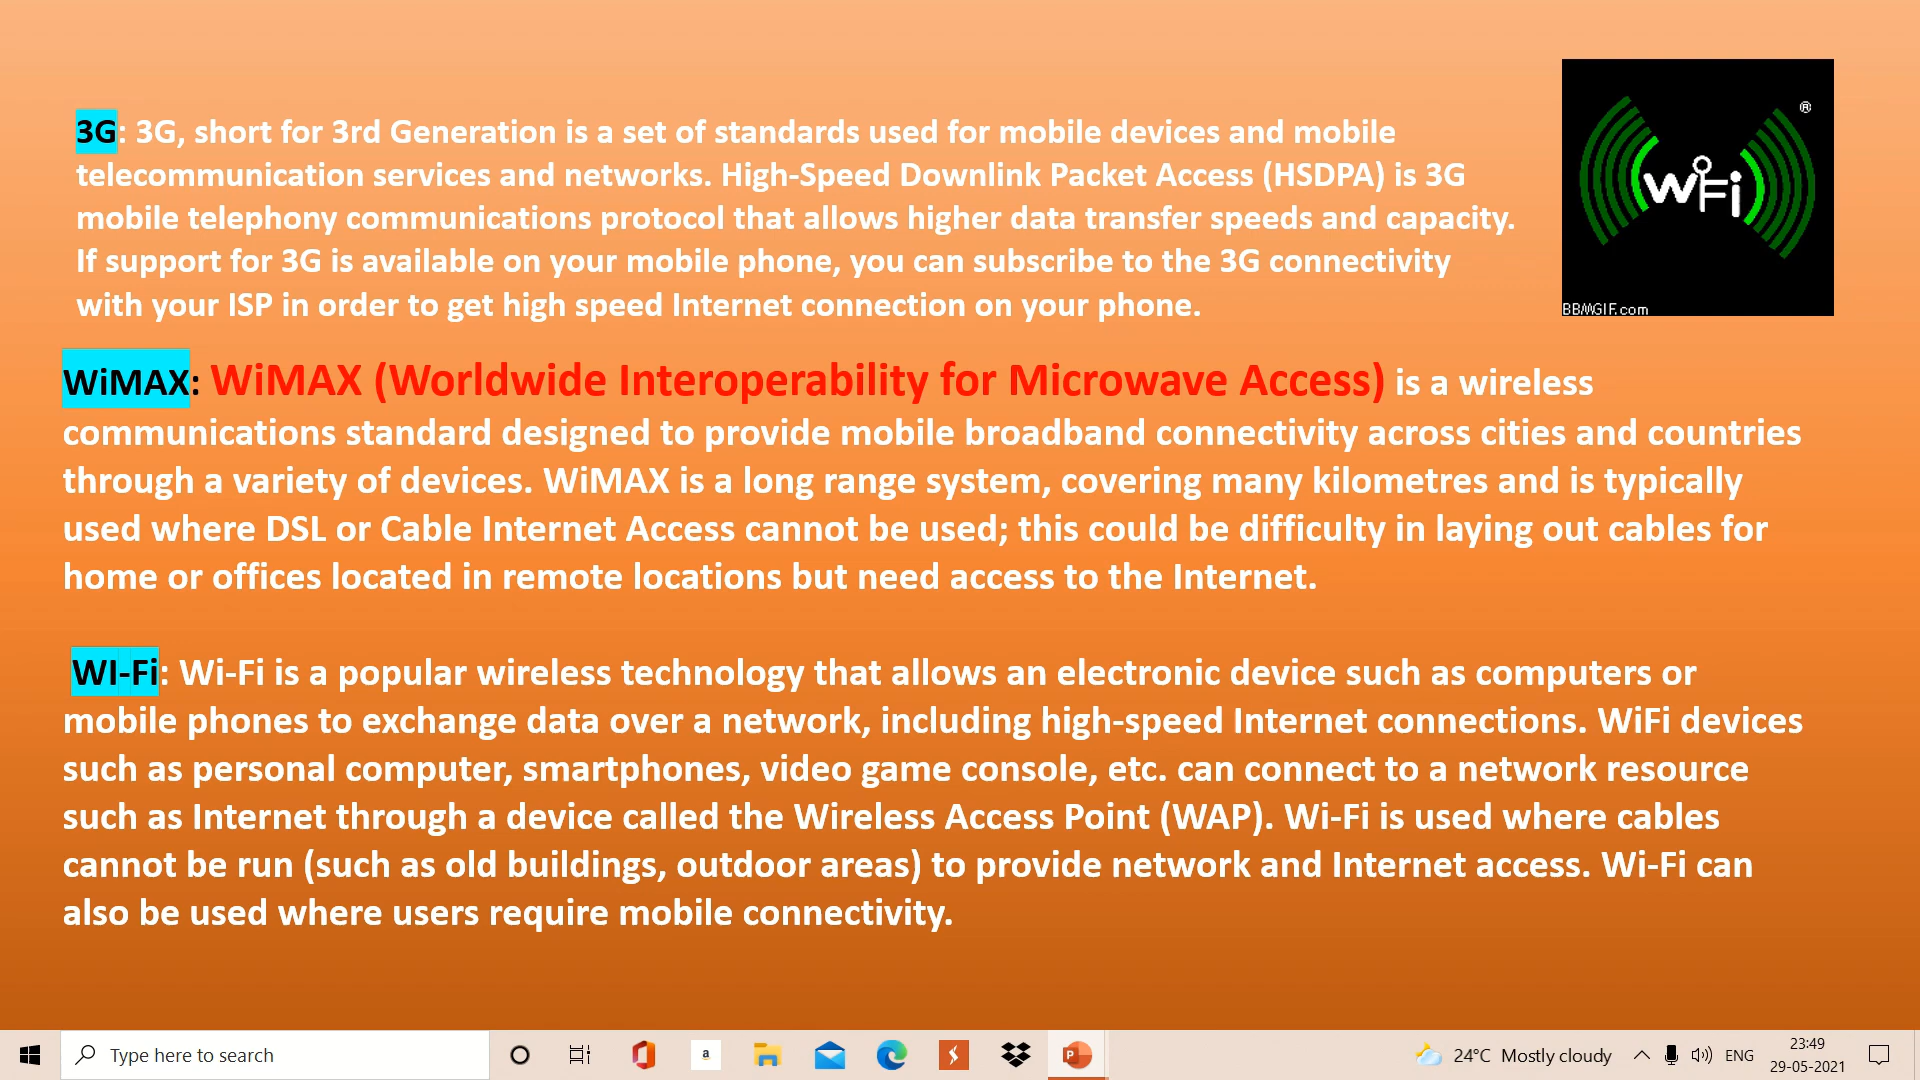 3G: 3G, short for 3rd Generation is a set of standards used for mobile devices and mobile
telecommunication services and networks. High-Speed Downlink Packet Access (HSDPA) is 3G
mobile telephony communications protocol that allows higher data transfer speeds and capacity.
If support for 3G is available on your mobile phone, you can subscribe to the 3G connectivity
with your ISP in order to get high speed Internet connection on your phone.
®
WiFi
BBMGIF.com
WiMAX: WiMAX (Worldwide Interoperability for Microwave Access) is a wireless
communications standard designed to provide mobile broadband connectivity across cities and countries
through a variety of devices. WiMAX is a long range system, covering many kilometres and is typically
used where DSL or Cable Internet Access cannot be used; this could be difficulty in laying out cables for
home or offices located in remote locations but need access to the Internet.
WI-Fi: Wi-Fi is a popular wireless technology that allows an electronic device such as computers or
mobile phones to exchange data over a network, including high-speed Internet connections. WiFi devices
such as personal computer, smartphones, video game console, etc. can connect to a network resource
such as Internet through a device called the Wireless Access Point (WAP). Wi-Fi is used where cables
cannot be run (such as old buildings, outdoor areas) to provide network and Internet access. Wi-Fi can
also be used where users require mobile connectivity.
Type here to search
a
P
24°C Mostly cloudy
ENG
23:49
29-05-2021